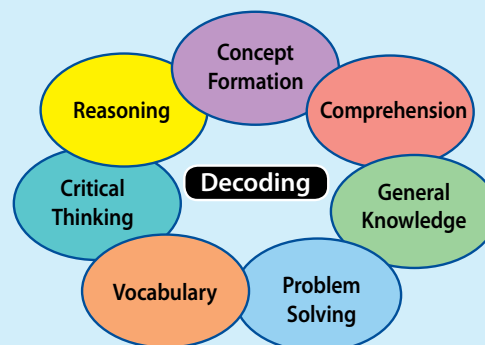 Concept
Formation
Reasoning
Comprehension
Decoding
Critical
Thinking
General
Knowledge
Vocabulary
Problem
Solving